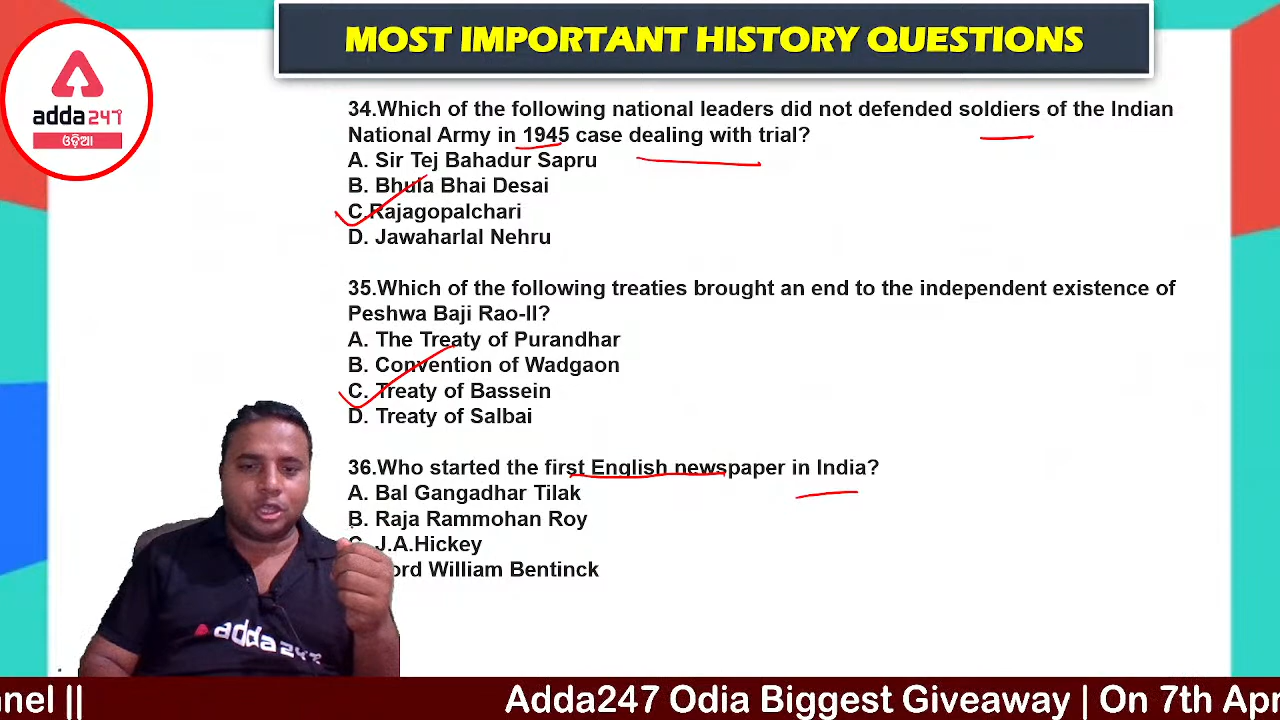 MOST IMPORTANT HISTORY QUESTIONS
adda247
ଓଡ଼ିଆ
34.Which of the following national leaders did not defended soldiers of the Indian
National Army in 1945 case dealing with trial?
A. Sir Tej Bahadur Sapru
B. Bhula Bhai Desai
C.Rajagopalchari
D. Jawaharlal Nehru
35.Which of the following treaties brought an end to the independent existence of
Peshwa Baji Rao-II?
A. The Treaty of Purandhar
B. Convention of Wadgaon
C. Treaty of Bassein
D. Treaty of Salbai
36.Who started the first English newspaper in India?
A. Bal Gangadhar Tilak
B. Raja Rammohan Roy
C. J.A.Hickey
ord William Bentinck
adda247
nnel || Adda247 Odia Biggest Giveaway | On 7th Apr